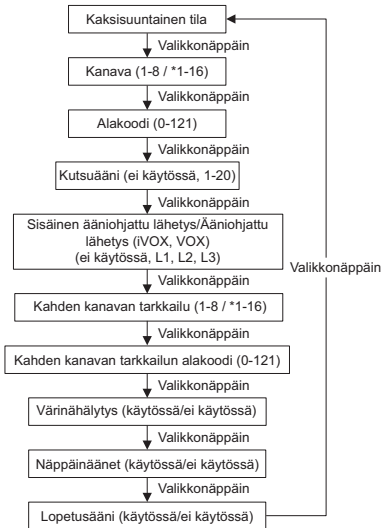 Kaksisuuntainen tila
Valikkonäppäin
Kanava (1-8 / *1-16)
Valikkonäppäin
Alakoodi (0-121)
Valikkonäppäin
Kutsuääni (ei käytössä, 1-20)
Valikkonäppäin
Sisäinen ääniohjattu lähetys/Ääniohjattu
lähetys (iVOX, VOX)
(ei käytössä, L1, L2, L3)
Valikkonäppäin
Valikkonäppäin
Kahden kanavan tarkkailu (1-8 / *1-16)
Valikkonäppäin
Kahden kanavan tarkkailun alakoodi (0-121)
Valikkonäppäin
Värinähälytys (käytössä/ei käytössä)
Valikkonäppäin
Näppäinäänet (käytössä/ei käytössä)
Valikkonäppäin
Lopetusääni (käytössä/ei käytössä)